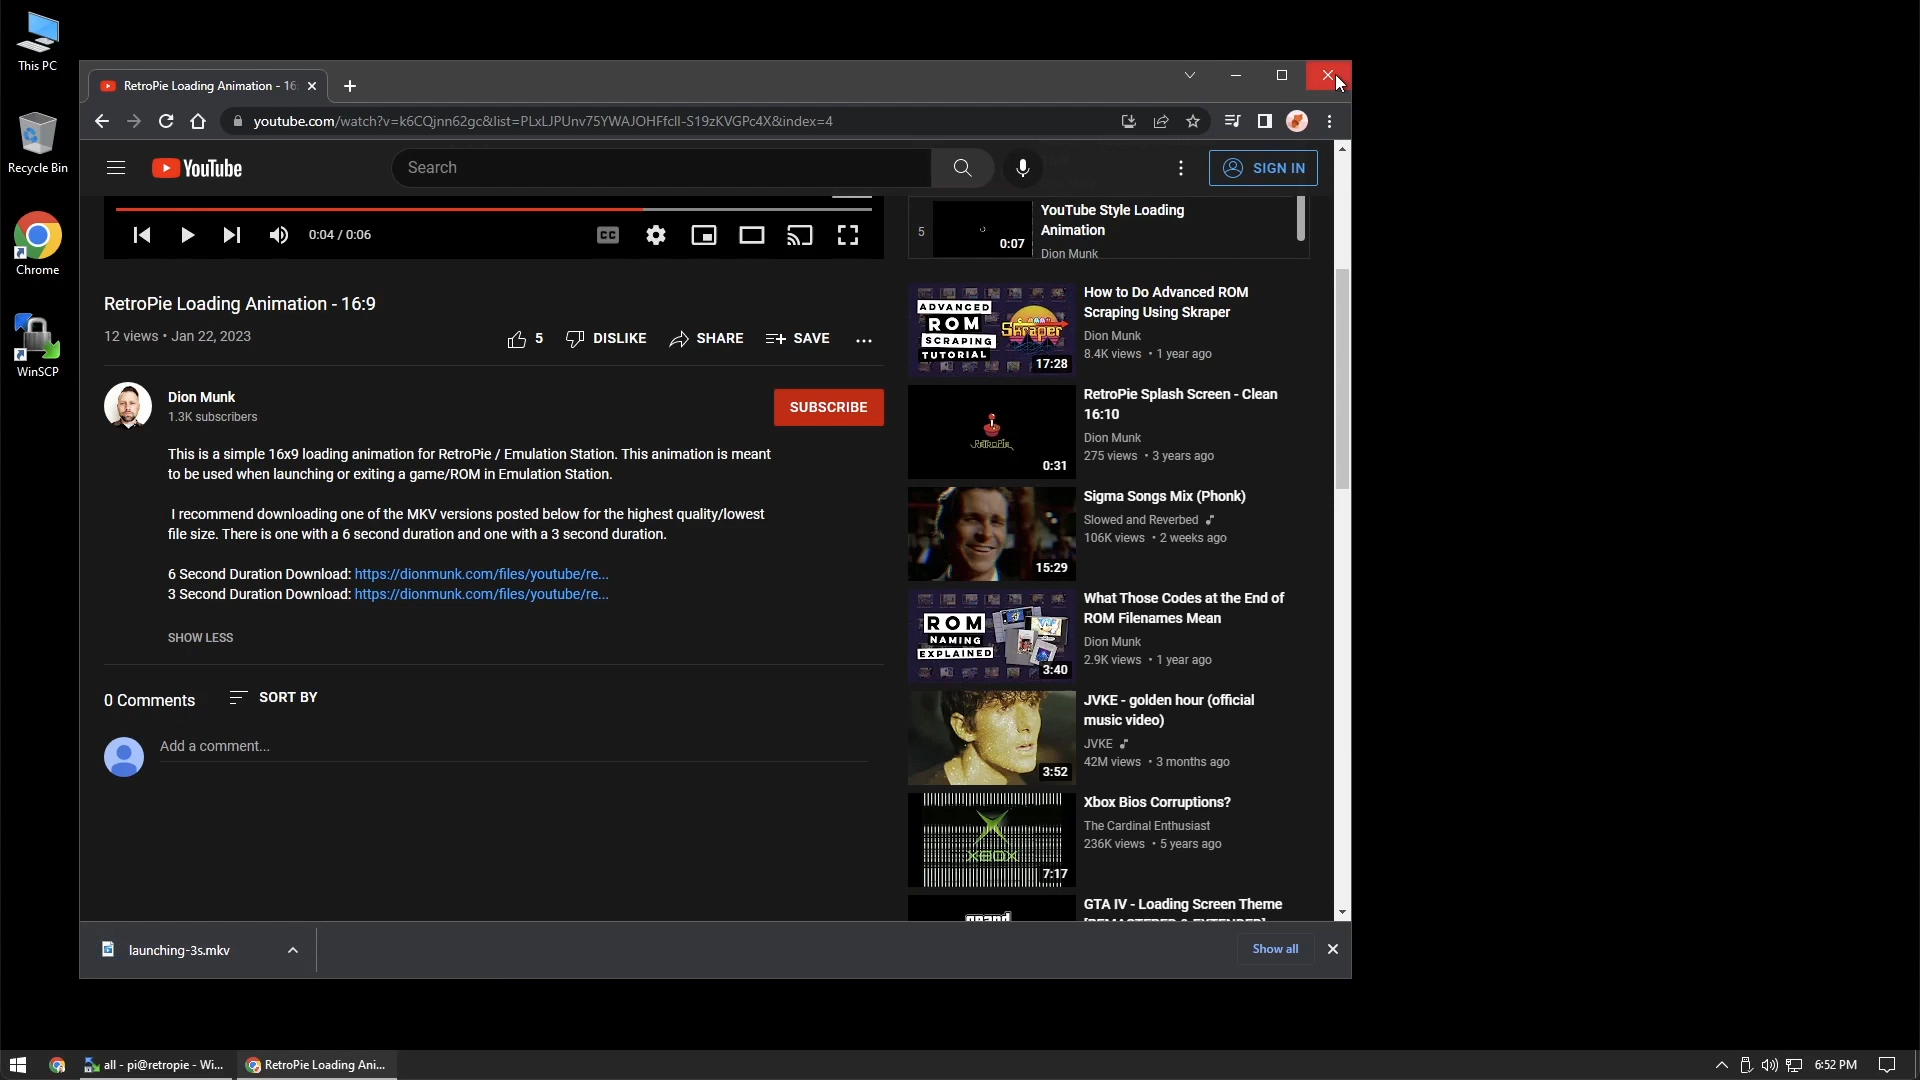 This PC
Recycle Bin
Chrome
WinSCP
RetroPie Loading Animation - 16:
youtube.com/watch?v=k6CQjnn62gc&list=PLxLJPUnv75YWAJOHFfcII-S19zKVGPc4X&index=4
YouTube
Search
SIGN IN
0:04 / 0:06
CC
RetroPie Loading Animation - 16:9
12 views • Jan 22, 2023
5
DISLIKE
SHARE
SAVE
...
Dion Munk
1.3K subscribers
SUBSCRIBE
This is a simple 16x9 loading animation for RetroPie / Emulation Station. This animation is meant
to be used when launching or exiting a game/ROM in Emulation Station.
I recommend downloading one of the MKV versions posted below for the highest quality/lowest
file size. There is one with a 6 second duration and one with a 3 second duration.
6 Second Duration Download: https://dionmunk.com/files/youtube/re...
3 Second Duration Download: https://dionmunk.com/files/youtube/re...
SHOW LESS
0 Comments
SORT BY
Add a comment...
5
0:07
YouTube Style Loading
Animation
Dion Munk
ADVANCED
ROM
SCRAPING
TUTORIAL
Skraper
17:28
How to Do Advanced ROM
Scraping Using Skraper
Dion Munk
8.4K views • 1 year ago
RetroPie
0:31
RetroPie Splash Screen - Clean
16:10
Dion Munk
275 views • 3 years ago
15:29
Sigma Songs Mix (Phonk)
Slowed and Reverbed
106K views • 2 weeks ago
ROM
NAMING
EXPLAINED
3:40
What Those Codes at the End of
ROM Filenames Mean
Dion Munk
2.9K views • 1 year ago
3:52
JVKE - golden hour (official
music video)
JVKE
42M views • 3 months ago
XBOX
7:17
Xbox Bios Corruptions?
The Cardinal Enthusiast
236K views • 5 years ago
grand
GTA IV - Loading Screen Theme
[REMASTERED & EXTENDED]
launching-3s.mkv
Show all
all - pi@retropie - Wi...
RetroPie Loading Ani...
6:52 PM